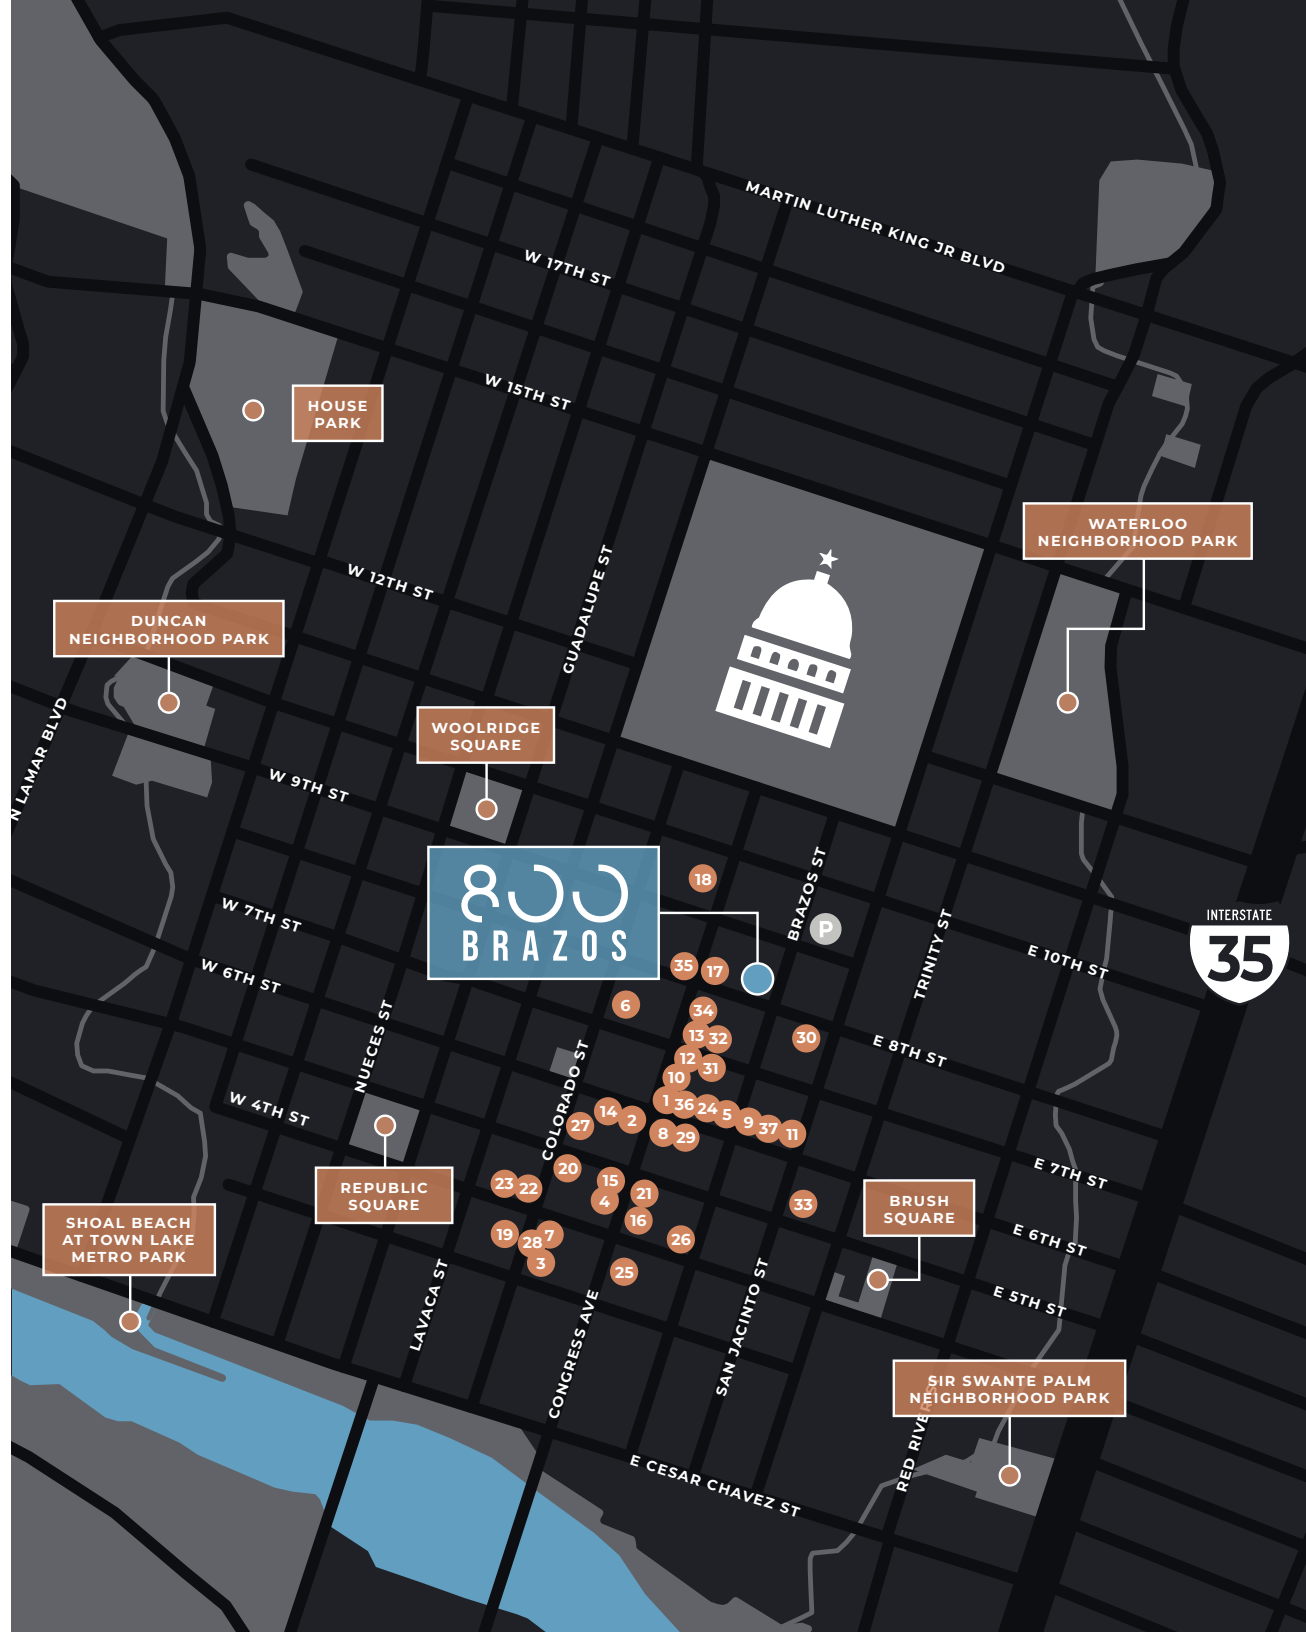 MARTIN LUTHER KING JR BLVD
W 17TH ST
W 15TH ST
HOUSE
PARK
WATERLOO
NEIGHBORHOOD PARK
W 12TH ST
GUADALUPE ST
DUNCAN
NEIGHBORHOOD PARK
N LAMAR BLVD
WOOLRIDGE
SQUARE
W 9TH ST
800
BRAZOS
18
BRAZOS ST
P
TRINITY ST
INTERSTATE
35
W 7TH ST
W 6TH ST
E 10TH ST
35
17
6
34
13
32
30
12
31
10
E 8TH ST
NUECES ST
COLORADO ST
W 4TH ST
1
36
24
5
9
37
11
14
2
27
8
29
REPUBLIC
SQUARE
20
23
22
15
4
21
16
33
E 7TH ST
BRUSH
SQUARE
SHOAL BEACH
AT TOWN LAKE
METRO PARK
19
28
7
3
26
25
E 6TH ST
E 5TH ST
LAVACA ST
CONGRESS AVE
SAN JACINTO ST
SIR SWANTE PALM
NEIGHBORHOOD PARK
RED RIVER
E CESAR CHAVEZ ST